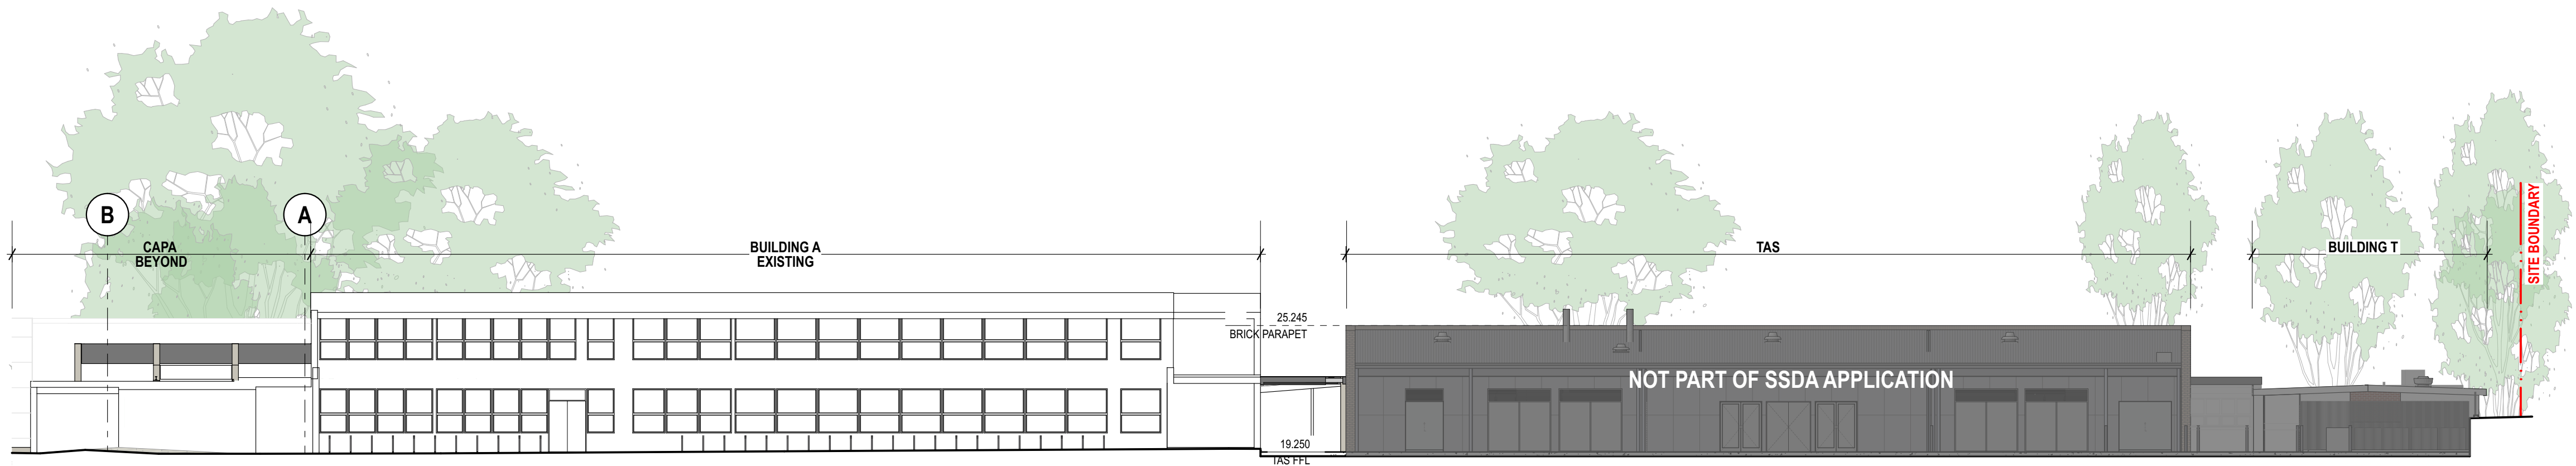 B
A
CAPA
BEYOND
BUILDING A
EXISTING
TAS
BUILDING T
SITE BOUNDARY
25.245
BRICK PARAPET
NOT PART OF SSDA APPLICATION
19.250
TAS FFL